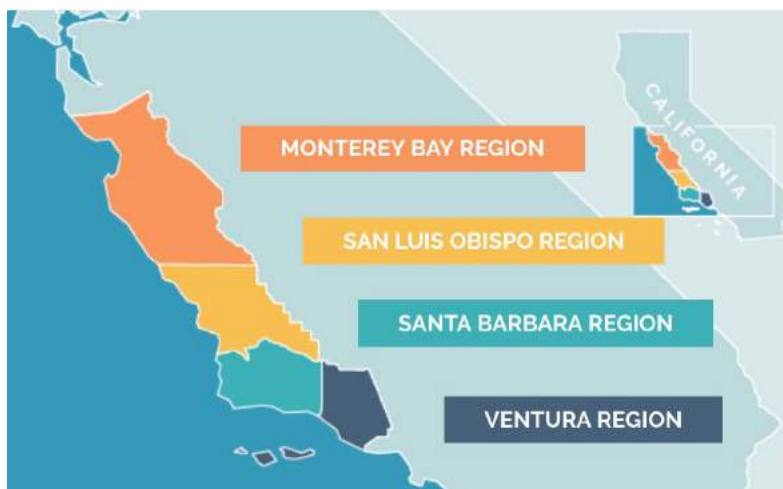 CALIFORNIA
MONTEREY BAY REGION
SAN LUIS OBISPO REGION
SANTA BARBARA REGION
VENTURA REGION